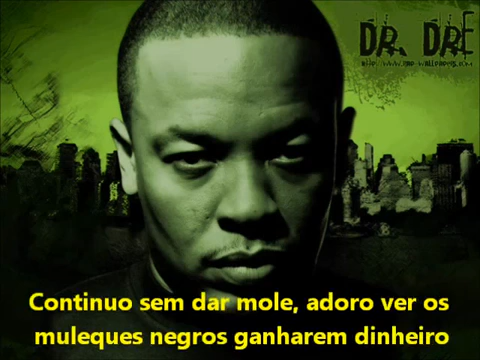 DR. DRE
Continuo sem dar mole, adoro ver os
muleques negros ganharem dinheiro